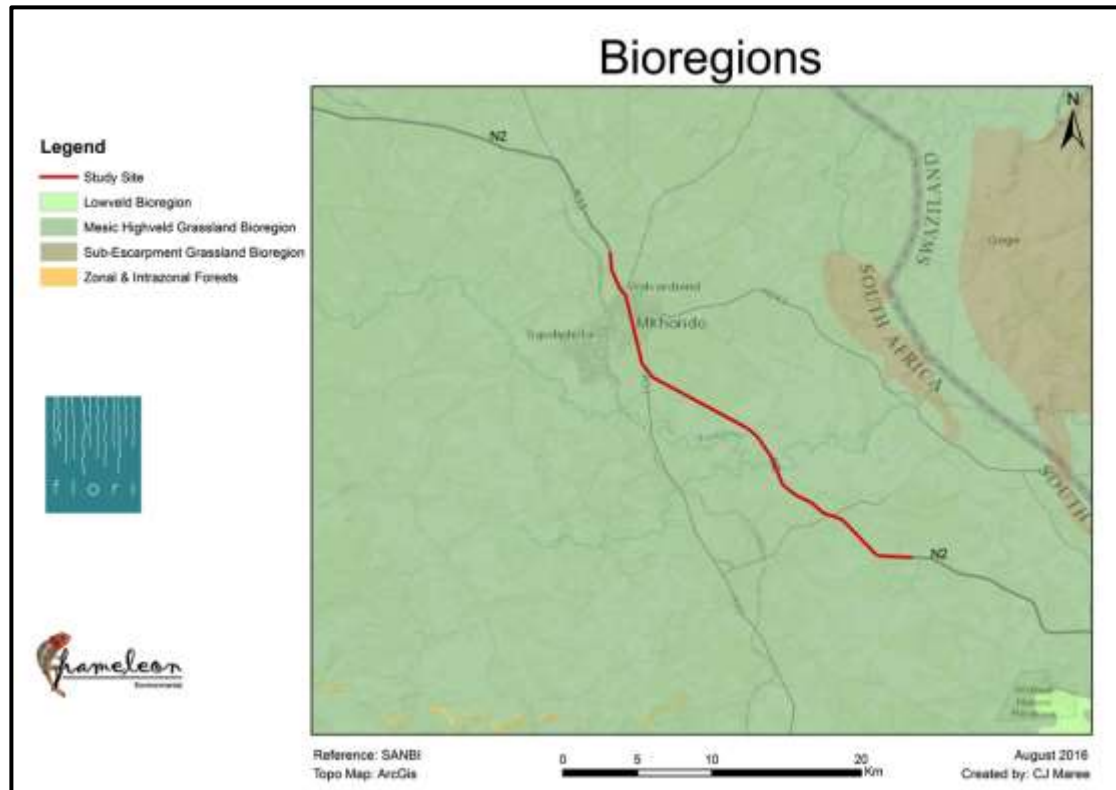 Bioregions
Legend
Study Site
Lowveld Bioregion
Mesic Highveld Grassland Bioregion
Sub-Escarpment Grassland Bioregion
Zonal & Intrazonal Forests
flori
Environmental
N
N2
SWAZILAND
SOUTH AFRICA
Mkhondo
SOUTH
N2
Reference: SANBI
Topo Map: ArcGis
0 5 10 20
Km
August 2016
Created by: CJ Maree